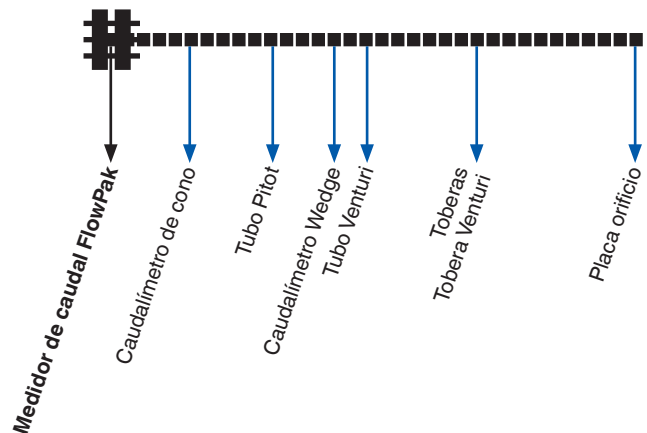 Medidor de caudal FlowPak
Caudalímetro de cono
Tubo Pitot
Caudalímetro Wedge
Tubo Venturi
Toberas
Tobera Venturi
Placa orificio